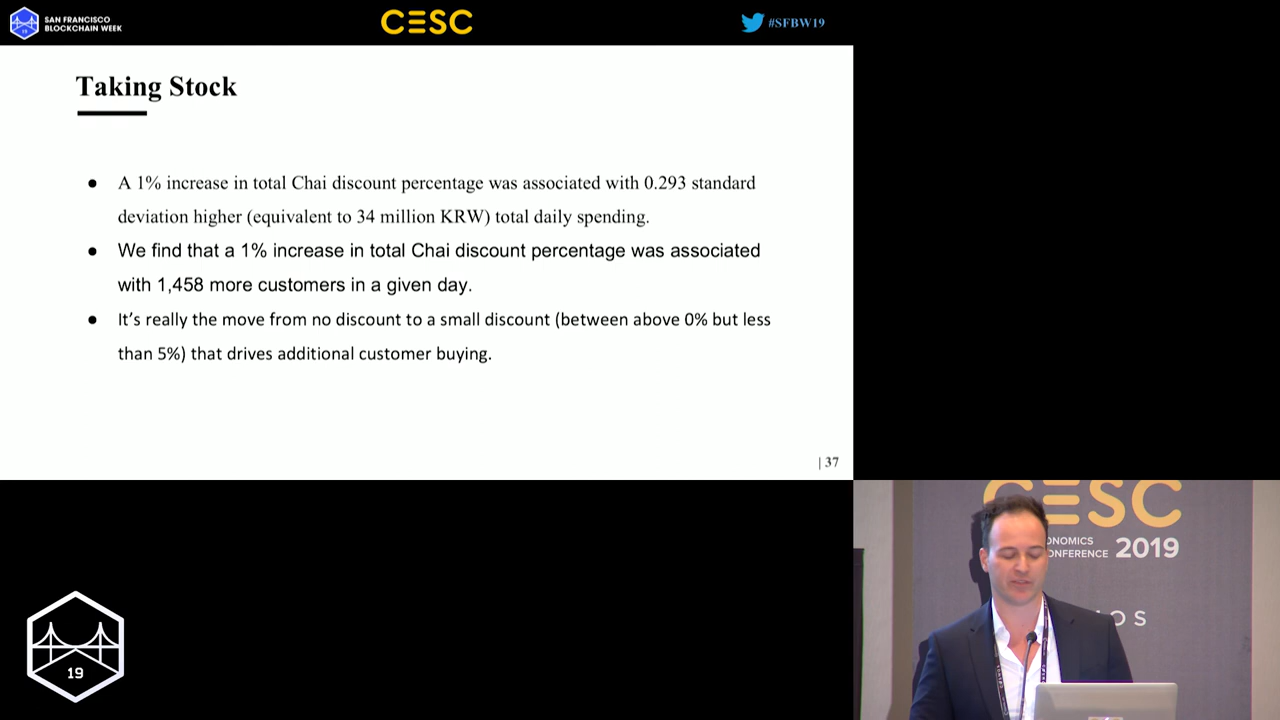 SAN FRANCISCO
BLOCKCHAIN WEEK
19
CESC
#SFBW19
Taking Stock
● A 1% increase in total Chai discount percentage was associated with 0.293 standard
deviation higher (equivalent to 34 million KRW) total daily spending.
● We find that a 1% increase in total Chai discount percentage was associated
with 1,458 more customers in a given day.
● It’s really the move from no discount to a small discount (between above 0% but less
than 5%) that drives additional customer buying.
| 37
CESC
ONOMICS
ONFERENCE 2019
OS
19